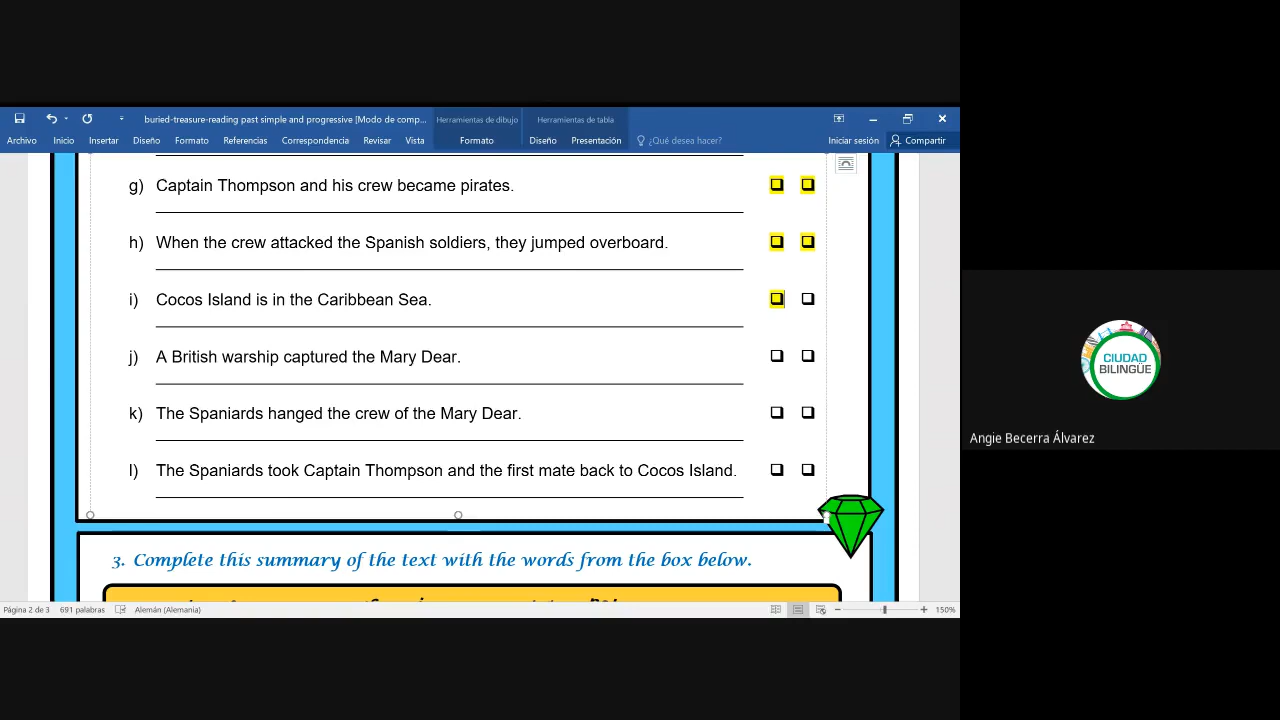 buried-treasure-reading past simple and progressive [Modo de comp...
Herramientas de dibujo
Herramientas de tabla
Archivo
Inicio
Insertar
Diseño
Formato
Referencias
Correspondencia
Revisar
Vista
Formato
Diseño
Presentación
¿Qué desea hacer?
Iniciar sesión
Compartir
g) Captain Thompson and his crew became pirates.
h) When the crew attacked the Spanish soldiers, they jumped overboard.
i) Cocos Island is in the Caribbean Sea.
j) A British warship captured the Mary Dear.
k) The Spaniards hanged the crew of the Mary Dear.
l) The Spaniards took Captain Thompson and the first mate back to Cocos Island.
3. Complete this summary of the text with the words from the box below.
Página 2 de 3
691 palabras
Alemán (Alemania)
150%
CIUDAD
BILINGÜE
Angie Becerra Álvarez